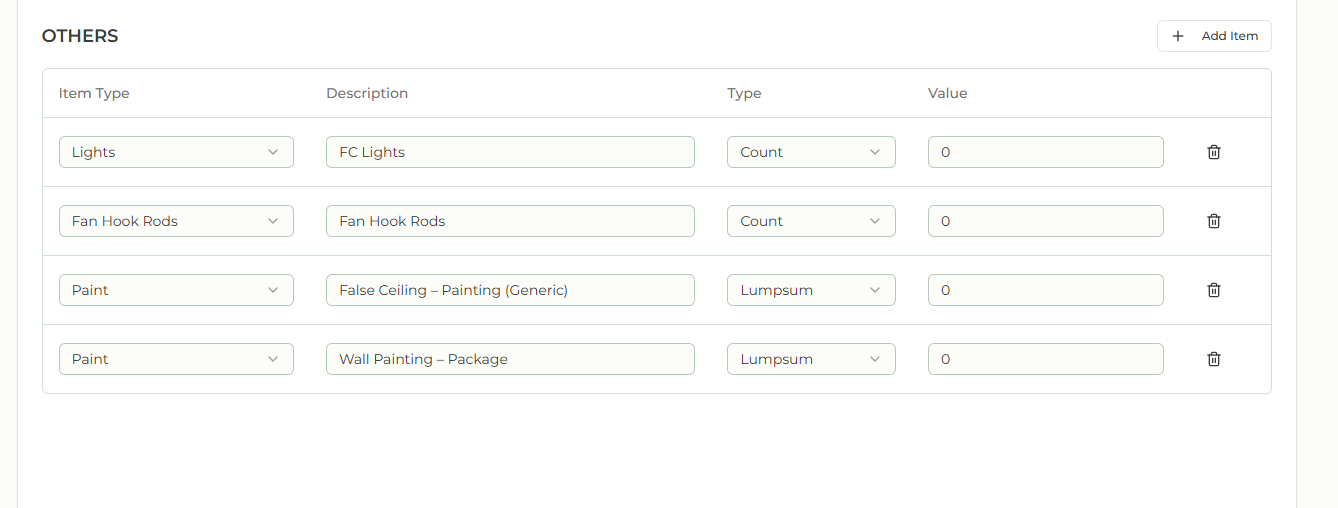 OTHERS
Add Item
Item Type Description Type Value
Lights FC Lights Count 0
Fan Hook Rods Fan Hook Rods Count 0
Paint False Ceiling – Painting (Generic) Lumpsum 0
Paint Wall Painting – Package Lumpsum 0